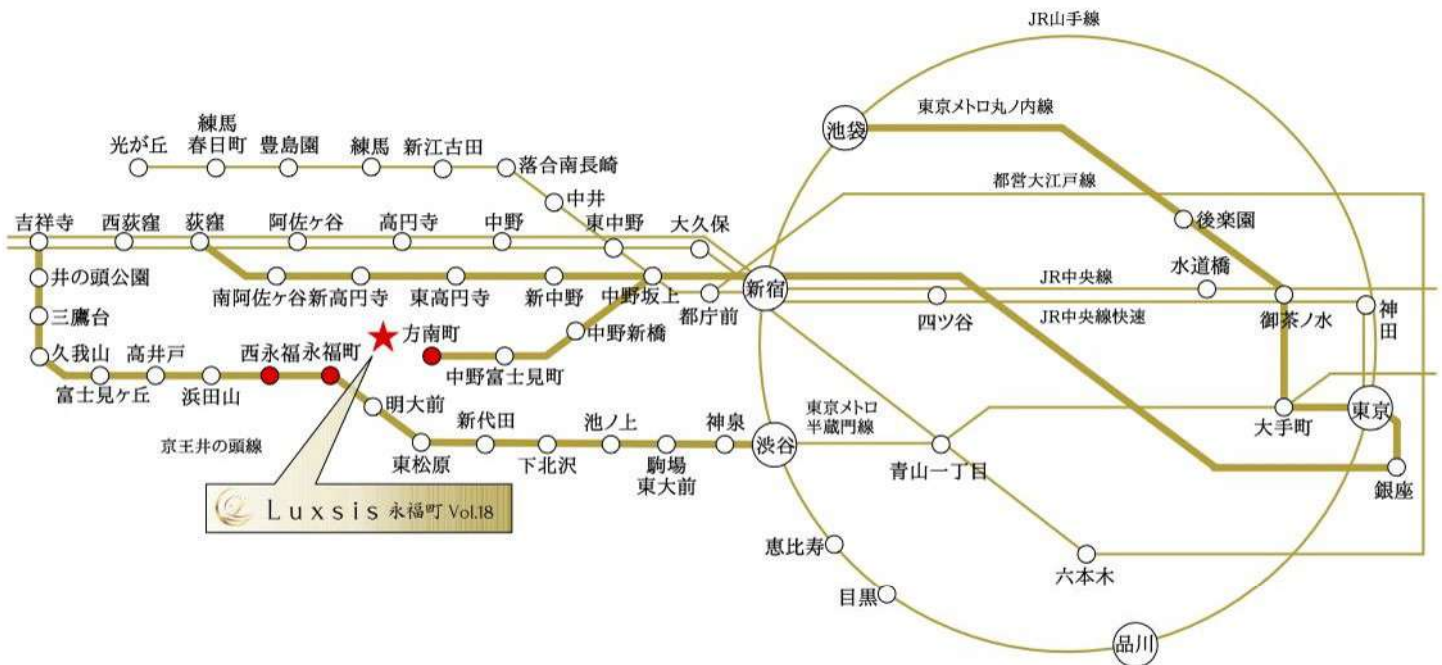 JR山手線
東京メトロ丸ノ内線
池袋
練馬
春日町
光が丘
豊島園
練馬
新江古田
落合南長崎
中井
都営大江戸線
後楽園
吉祥寺
西荻窪
荻窪
阿佐ヶ谷
高円寺
中野
東中野
大久保
井の頭公園
南阿佐ヶ谷
新高円寺
東高円寺
新中野
中野坂上
都庁前
新宿
JR中央線
水道橋
四ツ谷
JR中央線快速
御茶ノ水
神田
三鷹台
方南町
中野新橋
中野富士見町
久我山
高井戸
西永福
永福町
富士見ヶ丘
浜田山
明大前
新代田
池ノ上
神泉
渋谷
東京メトロ
半蔵門線
大手町
東京
京王井の頭線
東松原
下北沢
駒場
東大前
青山一丁目
銀座
Luxsis 永福町 Vol.18
恵比寿
六本木
目黒
品川